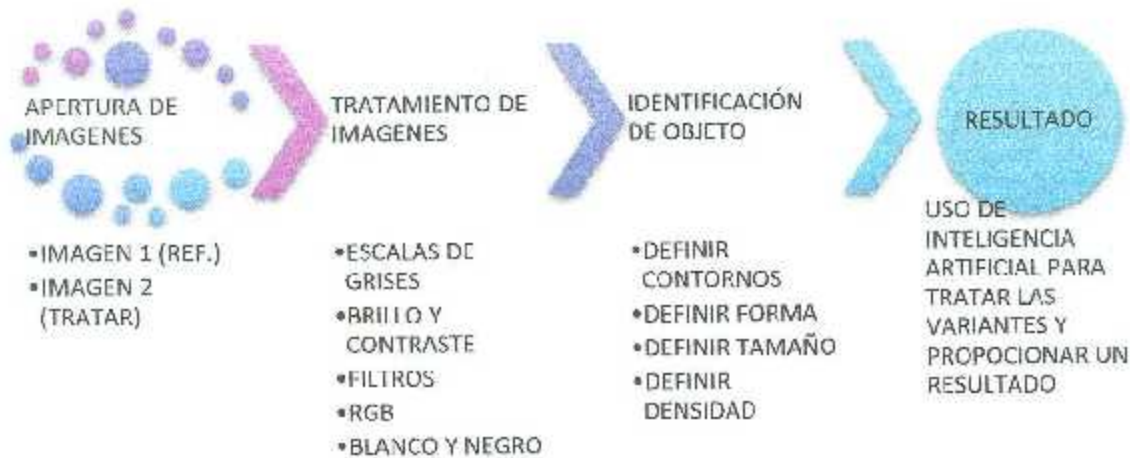 APERTURA DE
IMAGENES
•IMAGEN 1 (REF.)
•IMAGEN 2
(TRATAR)
TRATAMIENTO DE
IMAGENES
•ESCALAS DE
GRISES
•BRILLO Y
CONTRASTE
•FILTROS
•RGB
•BLANCO Y NEGRO
IDENTIFICACIÓN
DE OBJETO
•DEFINIR
CONTORNOS
•DEFINIR FORMA
•DEFINIR TAMAÑO
•DEFINIR
DENSIDAD
RESULTADO
USO DE
INTELIGENCIA
ARTIFICIAL PARA
TRATAR LAS
VARIANTES Y
PROPOCIONAR UN
RESULTADO